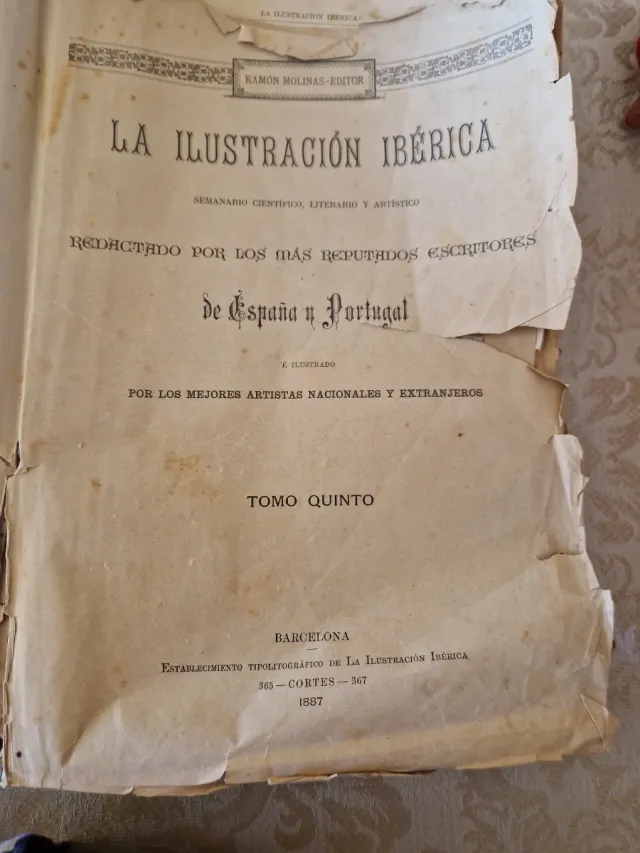 LA ILUSTRACIÓN IBÉRICA
RAMÓN MOLINAS-EDITOR
LA ILUSTRACIÓN IBÉRICA
SEMANARIO CIENTÍFICO, LITERARIO Y ARTÍSTICO
REDACTADO POR LOS MÁS REPUTADOS ESCRITORES
de España y Portugal
É ILUSTRADO
POR LOS MEJORES ARTISTAS NACIONALES Y EXTRANJEROS
TOMO QUINTO
BARCELONA
ESTABLECIMIENTO TIPOLITOGRÁFICO DE LA ILUSTRACIÓN IBÉRICA
365 — CORTES — 367
1887